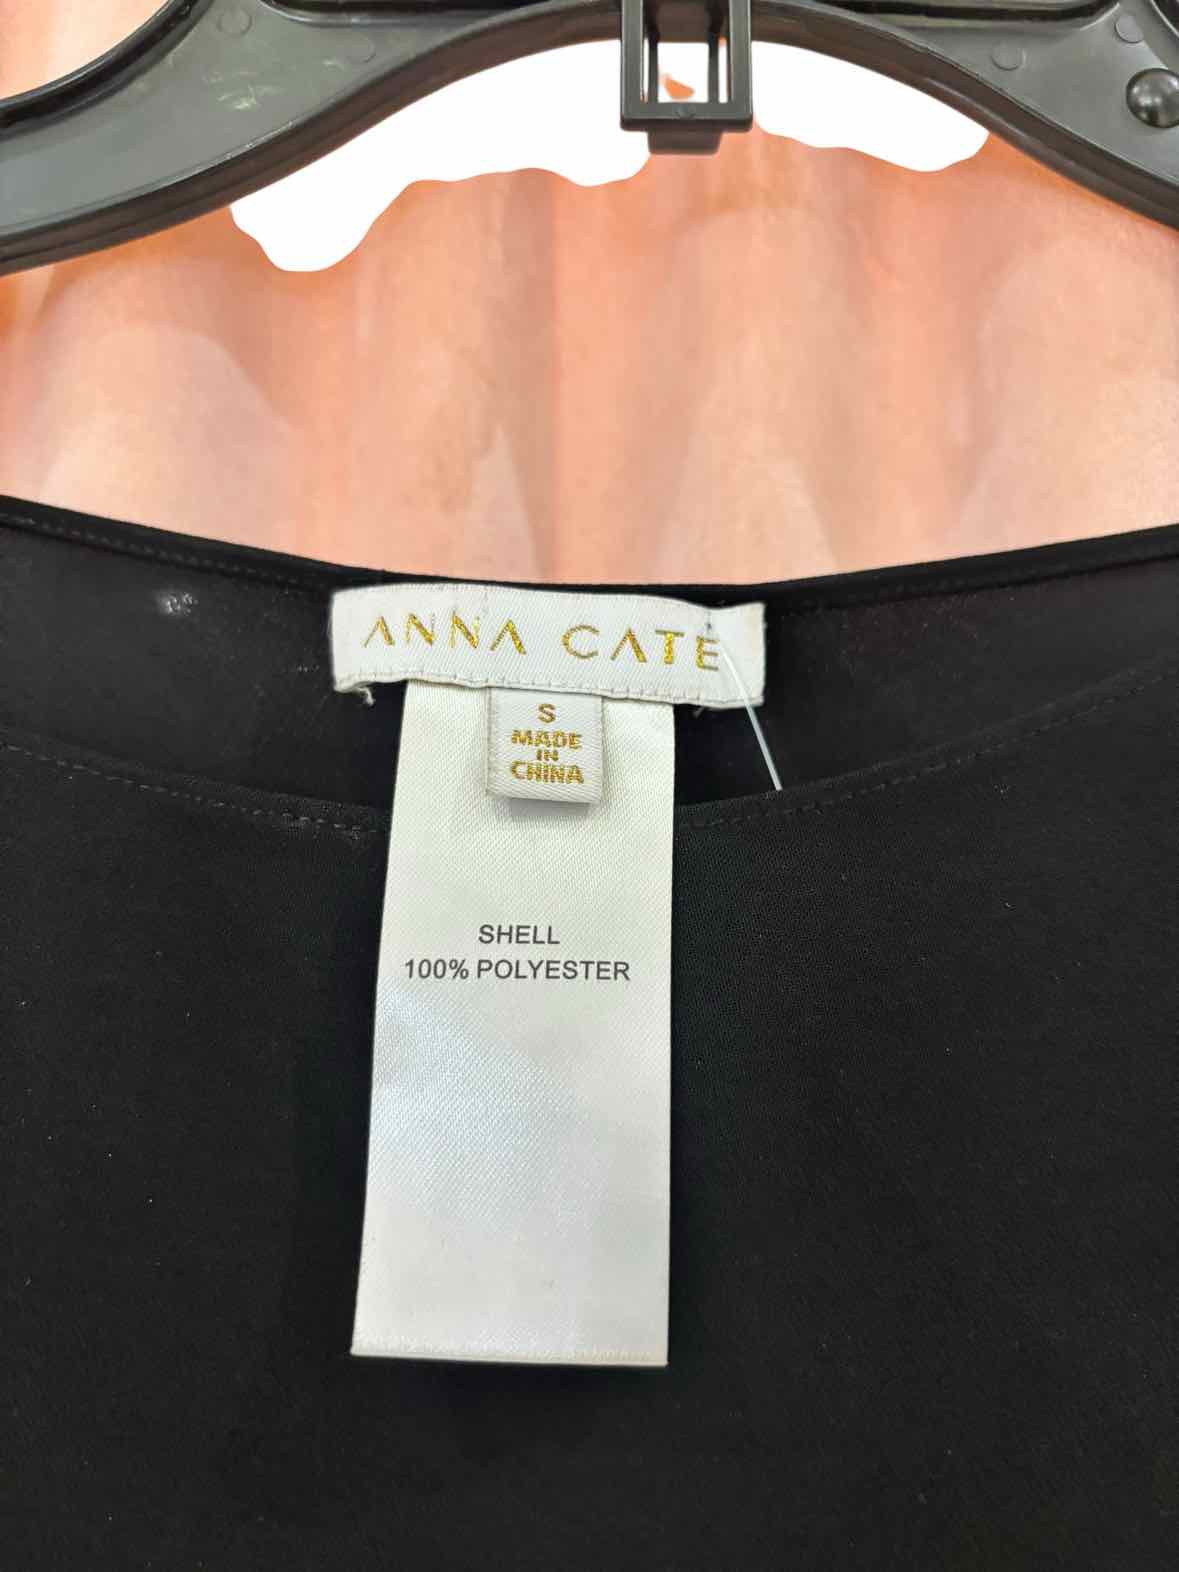 ANNA CATE
S
MADE
IN
CHINA
SHELL
100% POLYESTER